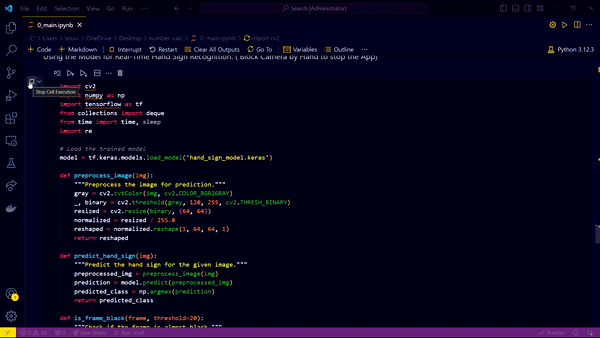 File Edit Selection View Go Run
desktop [Administrator]
0_main.ipynb
C: > Users > souvi > OneDrive > Desktop > number-calc > 0_main.ipynb > import cv2
+ Code + Markdown Interrupt Restart Clear All Outputs Go To Variables Outline ... Python 3.12.3
Using the Model for Real-Time Hand Sign Recognition. ( Block Camera by Hand to stop the App)
Stop Cell Execution
import cv2
import numpy as np
import tensorflow as tf
from collections import deque
from time import time, sleep
import re
# Load the trained model
model = tf.keras.models.load_model('hand_sign_model.keras')
def preprocess_image(img):
"""Preprocess the image for prediction."""
gray = cv2.cvtColor(img, cv2.COLOR_BGR2GRAY)
_, binary = cv2.threshold(gray, 120, 255, cv2.THRESH_BINARY)
resized = cv2.resize(binary, (64, 64))
normalized = resized / 255.0
reshaped = normalized.reshape(1, 64, 64, 1)
return reshaped
def predict_hand_sign(img):
"""Predict the hand sign for the given image."""
preprocessed_img = preprocess_image(img)
prediction = model.predict(preprocessed_img)
predicted_class = np.argmax(prediction)
return predicted_class
def is_frame_black(frame, threshold=20):
"""Check if the frame is almost black."""
Live Share
Prettier